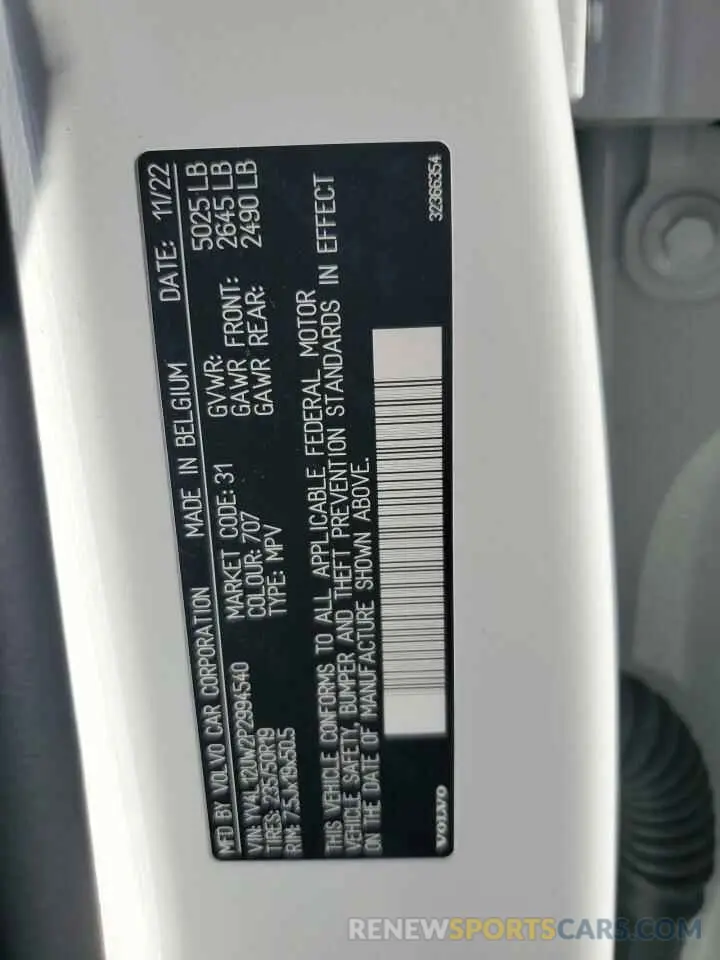 MFD BY VOLVO CAR CORPORATION MADE IN BELGIUM DATE: 11/22
VIN: YV4L12UW2P2994540 MARKET CODE: 31 GVWR: 5025 LB
TIRES: 235/50R19 COLOUR: 707 GAWR FRONT: 2645 LB
RIM: 7.5Jx19x50.5 TYPE: MPV GAWR REAR: 2490 LB
THIS VEHICLE CONFORMS TO ALL APPLICABLE FEDERAL MOTOR
VEHICLE SAFETY, BUMPER AND THEFT PREVENTION STANDARDS IN EFFECT
ON THE DATE OF MANUFACTURE SHOWN ABOVE.
VOLVO 32366354
RENEWSPORTSCARS.COM